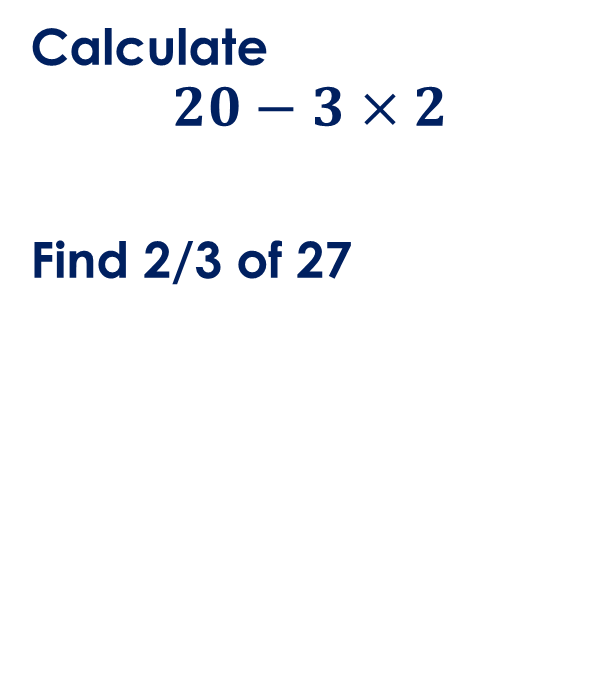 Calculate
20 − 3 × 2
Find 2/3 of 27